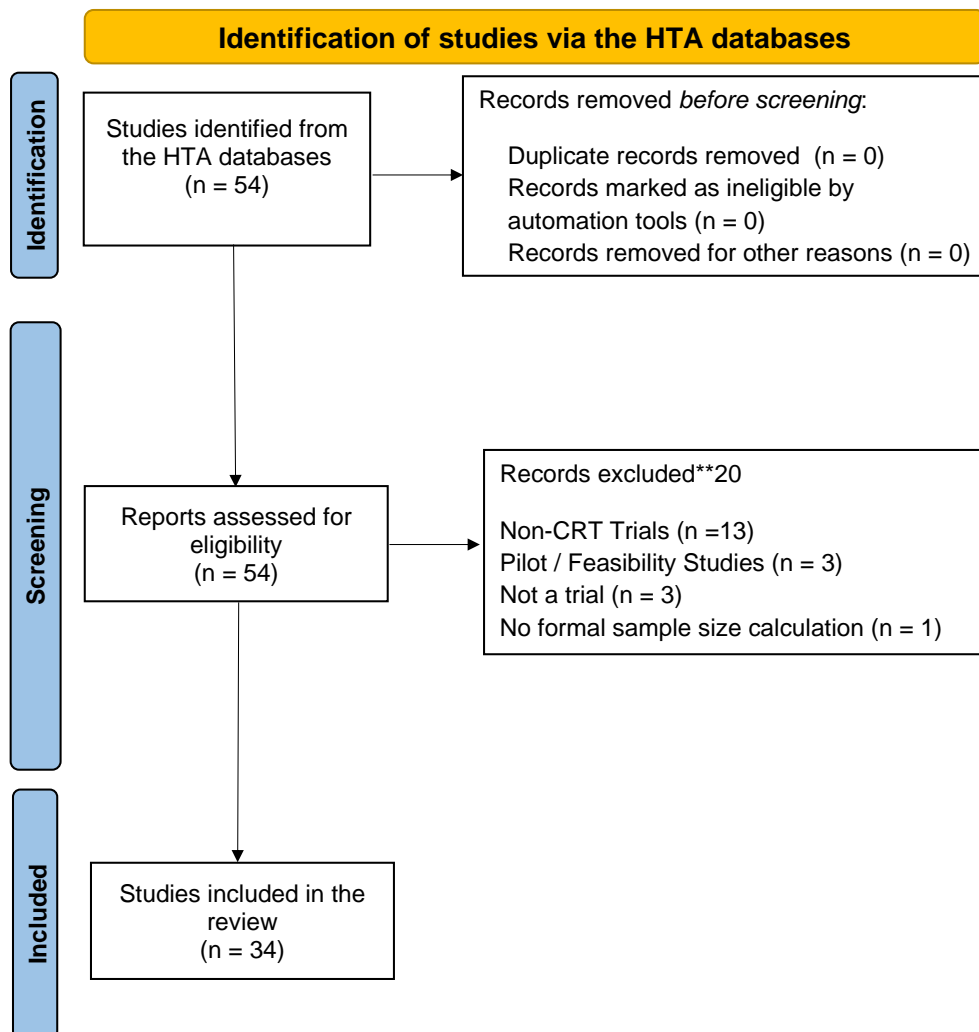 Identification of studies via the HTA databases
Identification
Studies identified from
the HTA databases
(n = 54)
Records removed before screening:
Duplicate records removed (n = 0)
Records marked as ineligible by
automation tools (n = 0)
Records removed for other reasons (n = 0)
Screening
Reports assessed for
eligibility
(n = 54)
Records excluded**20
Non-CRT Trials (n =13)
Pilot / Feasibility Studies (n = 3)
Not a trial (n = 3)
No formal sample size calculation (n = 1)
Included
Studies included in the
review
(n = 34)